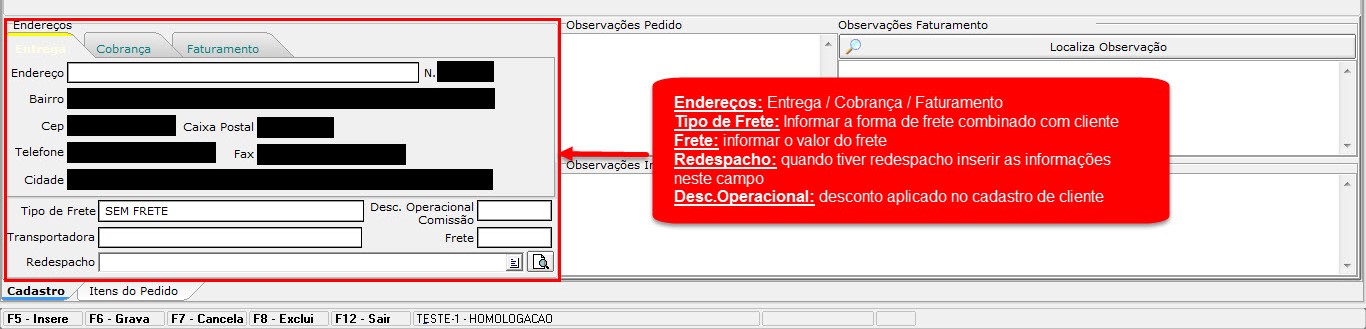 Endereços
Entrega Cobrança Faturamento
Endereço N.
Bairro
Cep Caixa Postal
Telefone Fax
Cidade
Tipo de Frete SEM FRETE Desc. Operacional
Comissão
Transportadora Frete
Redespacho
Observações Pedido
Observações Faturamento
Localiza Observação
Endereços: Entrega / Cobrança / Faturamento
Tipo de Frete: Informar a forma de frete combinado com cliente
Frete: informar o valor do frete
Redespacho: quando tiver redespacho inserir as informações
neste campo
Desc.Operacional: desconto aplicado no cadastro de cliente
Observações
Cadastro Itens do Pedido
F5 - Insere F6 - Grava F7 - Cancela F8 - Exclui F12 - Sair TESTE-1 - HOMOLOGACAO